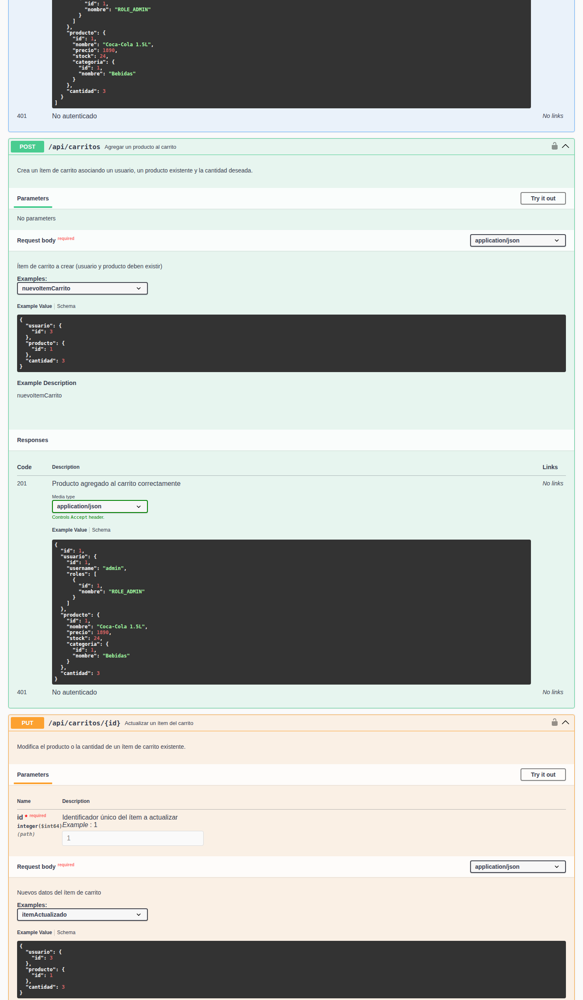 "id": 1,
"nombre": "ROLE_ADMIN"
}
]
},
"producto": {
"id": 1,
"nombre": "Coca-Cola 1.5L",
"precio": 1890,
"stock": 24,
"categoria": {
"id": 1,
"nombre": "Bebidas"
}
},
"cantidad": 3
}
]
401 No autenticado No links
POST /api/carritos Agregar un producto al carrito
Crea un ítem de carrito asociando un usuario, un producto existente y la cantidad deseada.
Parameters Try it out
No parameters
Request body required application/json
Ítem de carrito a crear (usuario y producto deben existir)
Examples:
nuevoItemCarrito
Example Value Schema
{
"usuario": {
"id": 3
},
"producto": {
"id": 1
},
"cantidad": 3
}
Example Description
nuevoItemCarrito
Responses
Code Description Links
201 Producto agregado al carrito correctamente No links
Media type
application/json
Controls Accept header.
Example Value Schema
{
"id": 1,
"usuario": {
"id": 1,
"username": "admin",
"roles": [
{
"id": 1,
"nombre": "ROLE_ADMIN"
}
]
},
"producto": {
"id": 1,
"nombre": "Coca-Cola 1.5L",
"precio": 1890,
"stock": 24,
"categoria": {
"id": 1,
"nombre": "Bebidas"
}
},
"cantidad": 3
}
401 No autenticado No links
PUT /api/carritos/{id} Actualizar un ítem del carrito
Modifica el producto o la cantidad de un ítem de carrito existente.
Parameters Try it out
Name Description
id * required Identificador único del ítem a actualizar
integer($int64) Example : 1
(path)
1
Request body required application/json
Nuevos datos del ítem de carrito
Examples:
itemActualizado
Example Value Schema
{
"usuario": {
"id": 3
},
"producto": {
"id": 1
},
"cantidad": 3
}